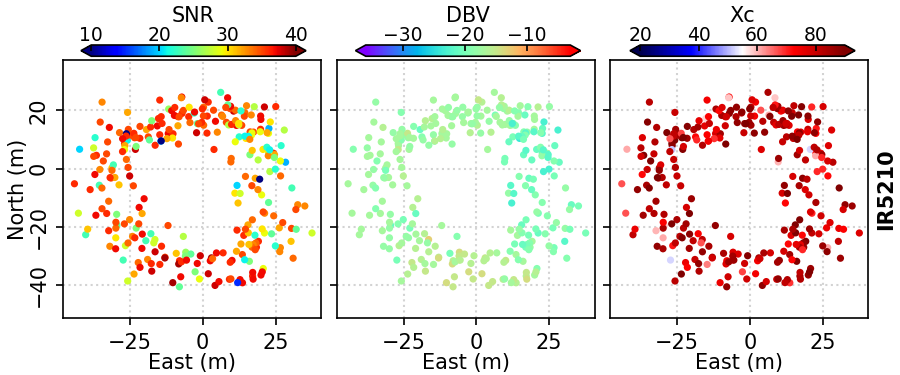 SNR DBV Xc
10 20 30 40 −30 −20 −10 20 40 60 80
20
0
−20
−40
North (m)
−25 0 25 −25 0 25 −25 0 25
East (m) East (m) East (m)
IR5210